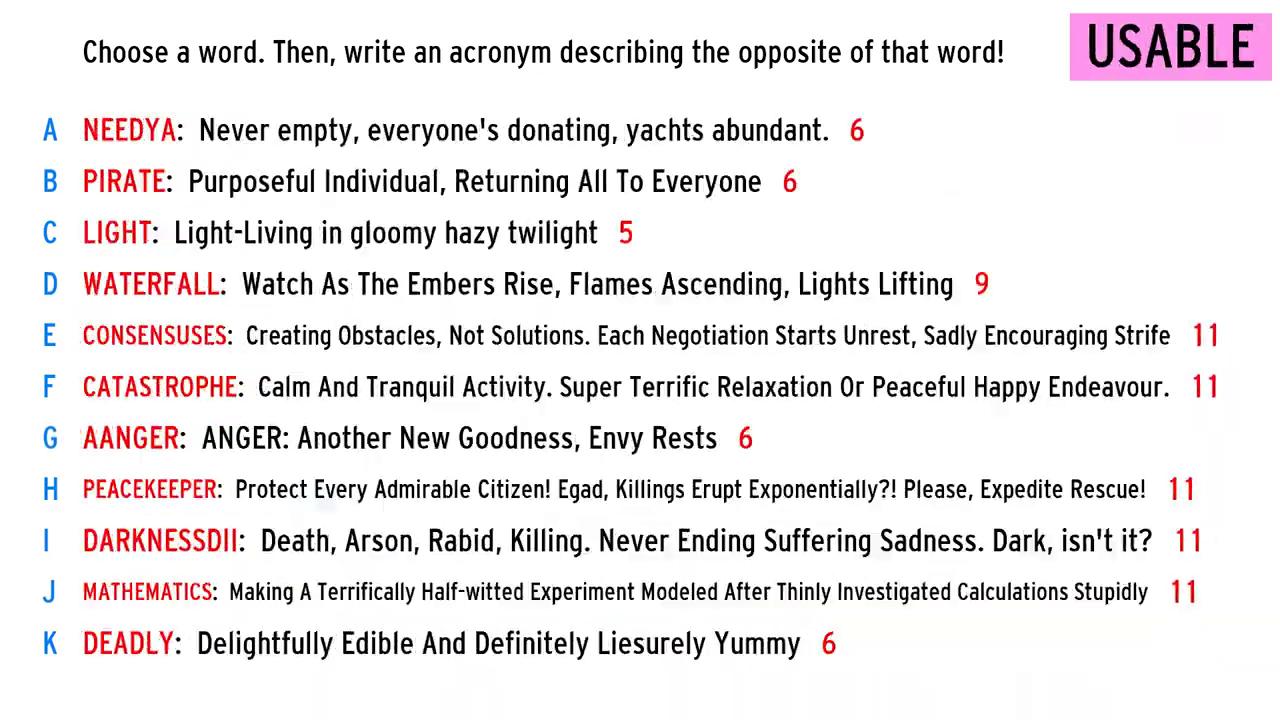 Choose a word. Then, write an acronym describing the opposite of that word!
USABLE
A NEEDYA: Never empty, everyone's donating, yachts abundant. 6
B PIRATE: Purposeful Individual, Returning All To Everyone 6
C LIGHT: Light-Living in gloomy hazy twilight 5
D WATERFALL: Watch As The Embers Rise, Flames Ascending, Lights Lifting 9
E CONSENSUSES: Creating Obstacles, Not Solutions. Each Negotiation Starts Unrest, Sadly Encouraging Strife 11
F CATASTROPHE: Calm And Tranquil Activity. Super Terrific Relaxation Or Peaceful Happy Endeavour. 11
G AANGER: ANGER: Another New Goodness, Envy Rests 6
H PEACEKEEPER: Protect Every Admirable Citizen! Egad, Killings Erupt Exponentially?! Please, Expedite Rescue! 11
I DARKNESSDII: Death, Arson, Rabid, Killing. Never Ending Suffering Sadness. Dark, isn't it? 11
J MATHEMATICS: Making A Terrifically Half-witted Experiment Modeled After Thinly Investigated Calculations Stupidly 11
K DEADLY: Delightfully Edible And Definitely Liesurely Yummy 6